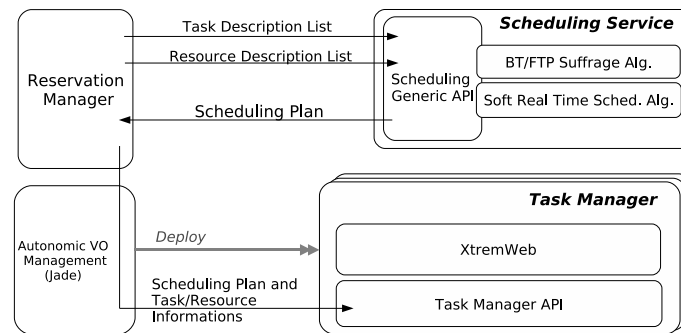 Task Description List
Scheduling Service
Resource Description List
BT/FTP Suffrage Alg.
Reservation
Manager
Scheduling
Generic API
Soft Real Time Sched. Alg.
Scheduling Plan
Task Manager
Deploy
Autonomic VO
Management
(Jade)
XtremWeb
Scheduling Plan and
Task/Resource
Informations
Task Manager API